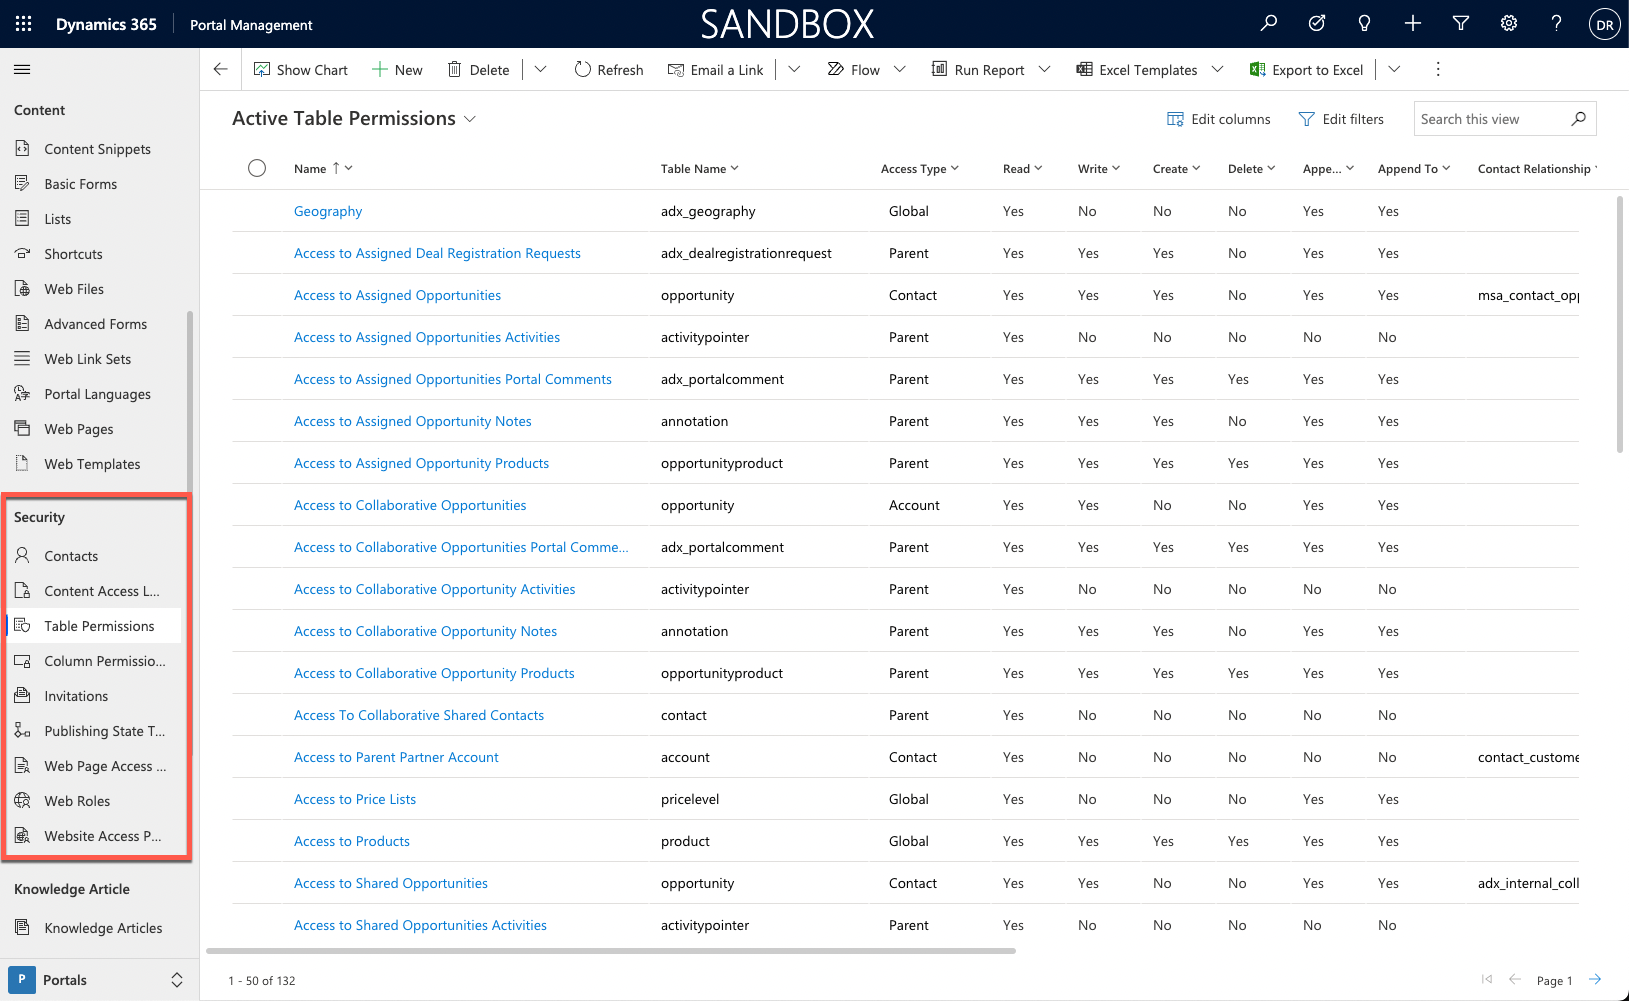 Dynamics 365 Portal Management SANDBOX DR
Show Chart New Delete Refresh Email a Link Flow Run Report Excel Templates Export to Excel
Content
Content Snippets
Basic Forms
Lists
Shortcuts
Web Files
Advanced Forms
Web Link Sets
Portal Languages
Web Pages
Web Templates
Security
Contacts
Content Access L...
Table Permissions
Column Permissio...
Invitations
Publishing State T...
Web Page Access ...
Web Roles
Website Access P...
Knowledge Article
Knowledge Articles
P Portals
Active Table Permissions Edit columns Edit filters Search this view
Name Table Name Access Type Read Write Create Delete Appe... Append To Contact Relationship
Geography adx_geography Global Yes No No No Yes Yes
Access to Assigned Deal Registration Requests adx_dealregistrationrequest Parent Yes Yes Yes No Yes Yes
Access to Assigned Opportunities opportunity Contact Yes Yes Yes No Yes Yes msa_contact_opp
Access to Assigned Opportunities Activities activitypointer Parent Yes No No No No No
Access to Assigned Opportunities Portal Comments adx_portalcomment Parent Yes Yes Yes Yes Yes Yes
Access to Assigned Opportunity Notes annotation Parent Yes Yes Yes No Yes Yes
Access to Assigned Opportunity Products opportunityproduct Parent Yes Yes Yes Yes Yes Yes
Access to Collaborative Opportunities opportunity Account Yes Yes No No Yes Yes
Access to Collaborative Opportunities Portal Comme... adx_portalcomment Parent Yes Yes Yes Yes Yes Yes
Access to Collaborative Opportunity Activities activitypointer Parent Yes No No No No No
Access to Collaborative Opportunity Notes annotation Parent Yes Yes Yes No Yes Yes
Access to Collaborative Opportunity Products opportunityproduct Parent Yes Yes Yes Yes Yes Yes
Access To Collaborative Shared Contacts contact Parent Yes No No No No No
Access to Parent Partner Account account Contact Yes No No No No No contact_custome
Access to Price Lists pricelevel Global Yes No No No Yes Yes
Access to Products product Global Yes Yes Yes Yes Yes Yes
Access to Shared Opportunities opportunity Contact Yes Yes No No Yes Yes adx_internal_coll
Access to Shared Opportunities Activities activitypointer Parent Yes No No No No No
1 - 50 of 132 Page 1